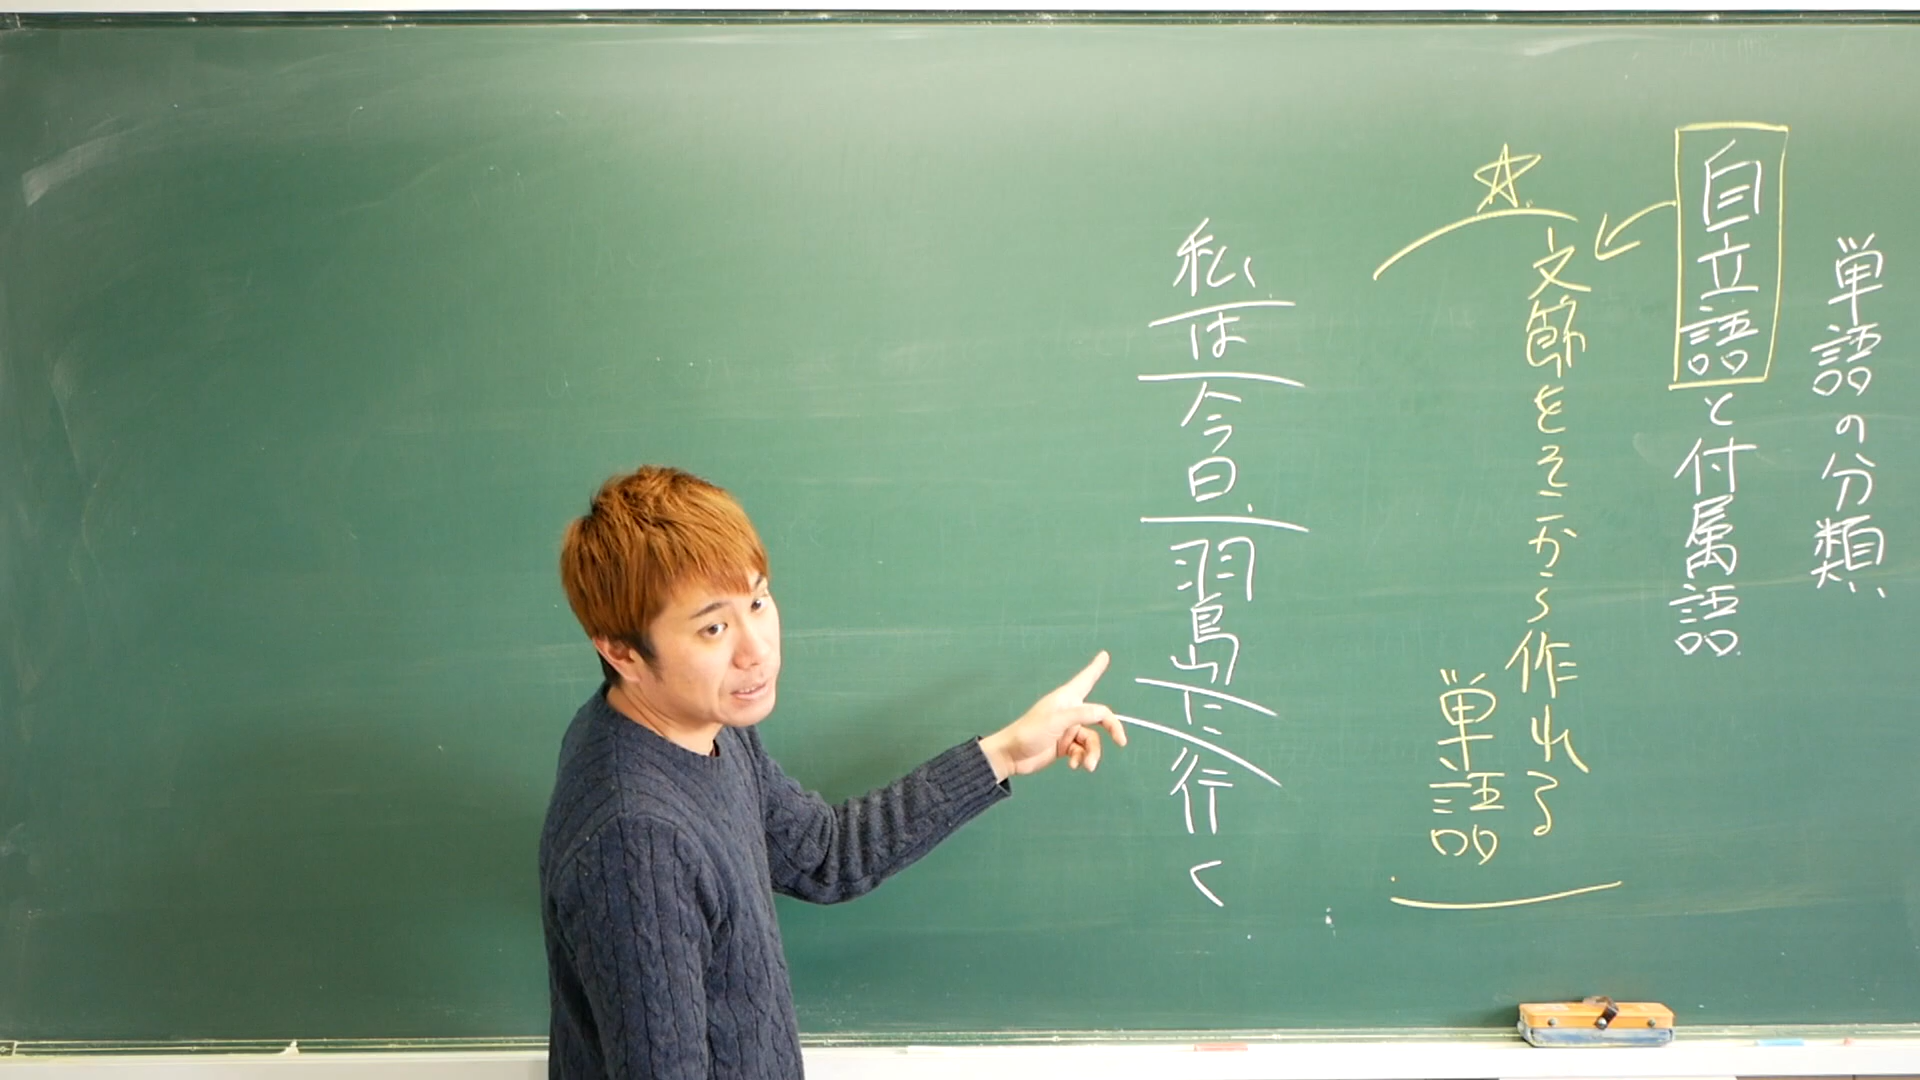 単語の分類
自立語と付属語
☆
文節をそこから作れる
単語
私は今日羽島に行く